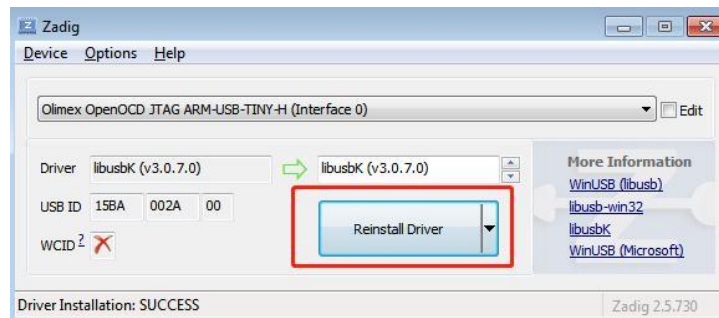 Zadig
Device Options Help
Olimex OpenOCD JTAG ARM-USB-TINY-H (Interface 0)
Edit
Driver libusbK (v3.0.7.0) libusbK (v3.0.7.0)
USB ID 15BA 002A 00
WCID ?
Reinstall Driver
More Information
WinUSB (libusb)
libusb-win32
libusbK
WinUSB (Microsoft)
Driver Installation: SUCCESS
Zadig 2.5.730